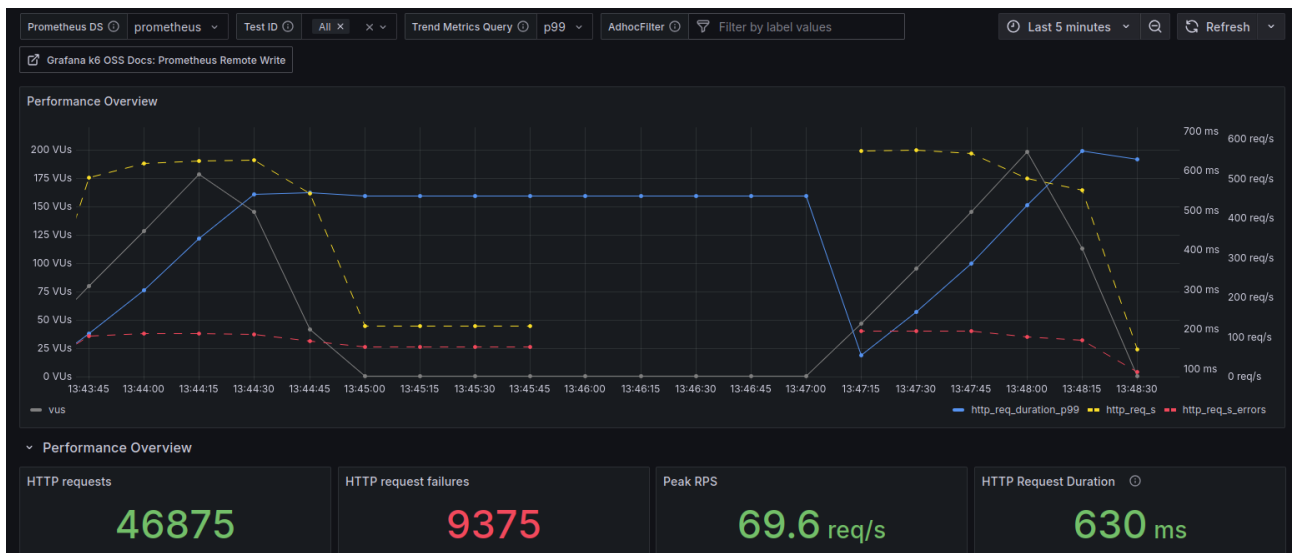 Prometheus DS prometheus Test ID All Trend Metrics Query p99 AdhocFilter Filter by label values Last 5 minutes Refresh
Grafana k6 OSS Docs: Prometheus Remote Write
Performance Overview
700 ms
600 req/s
200 VUs
175 VUs
600 ms
500 req/s
150 VUs
500 ms
400 req/s
125 VUs
400 ms
100 VUs
300 req/s
75 VUs
300 ms
200 req/s
50 VUs
200 ms
100 req/s
25 VUs
100 ms
0 VUs
0 req/s
13:43:45 13:44:00 13:44:15 13:44:30 13:44:45 13:45:00 13:45:15 13:45:30 13:45:45 13:46:00 13:46:15 13:46:30 13:46:45 13:47:00 13:47:15 13:47:30 13:47:45 13:48:00 13:48:15 13:48:30
vus http_req_duration_p99 http_req_s http_req_s_errors
Performance Overview
HTTP requests HTTP request failures Peak RPS HTTP Request Duration
46875 9375 69.6 req/s 630 ms